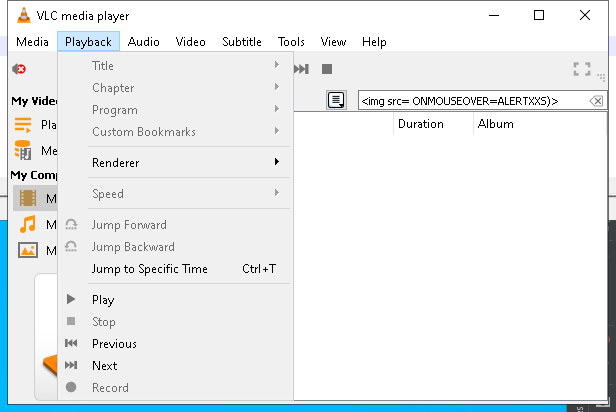 VLC media player
Media Playback Audio Video Subtitle Tools View Help
<img src= ONMOUSEOVER=ALERTXXS)>
Duration Album
My Video
Pla
Me
My Comp
M
M
M
Title
Chapter
Program
Custom Bookmarks
Renderer
Speed
Jump Forward
Jump Backward
Jump to Specific Time Ctrl+T
Play
Stop
Previous
Next
Record